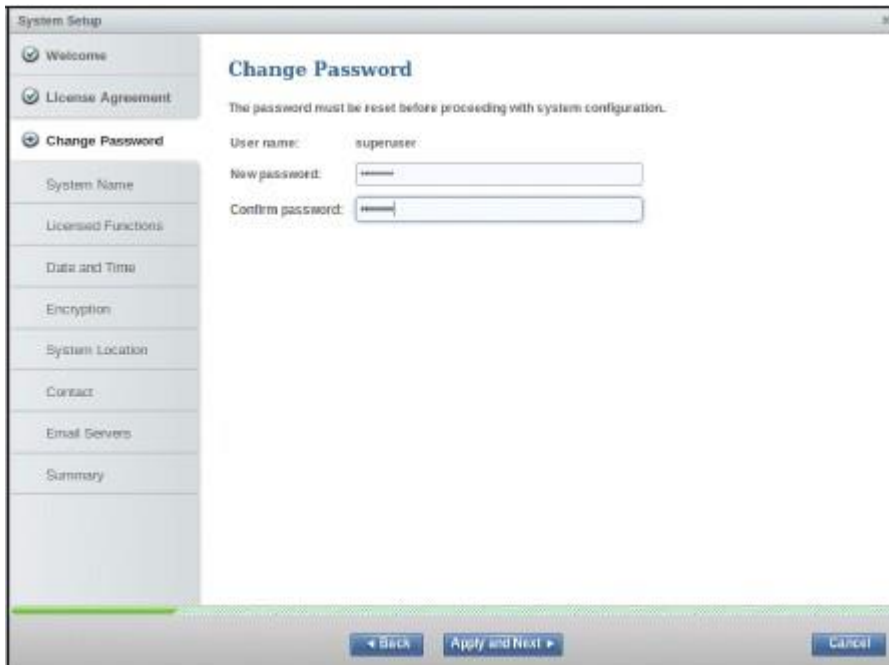 System Setup
Welcome
License Agreement
Change Password
System Name
Licensed Functions
Date and Time
Encryption
System Location
Contact
Email Servers
Summary
Change Password
The password must be reset before proceeding with system configuration.
User name: superuser
New password:
Confirm password:
Back
Apply and Next
Cancel